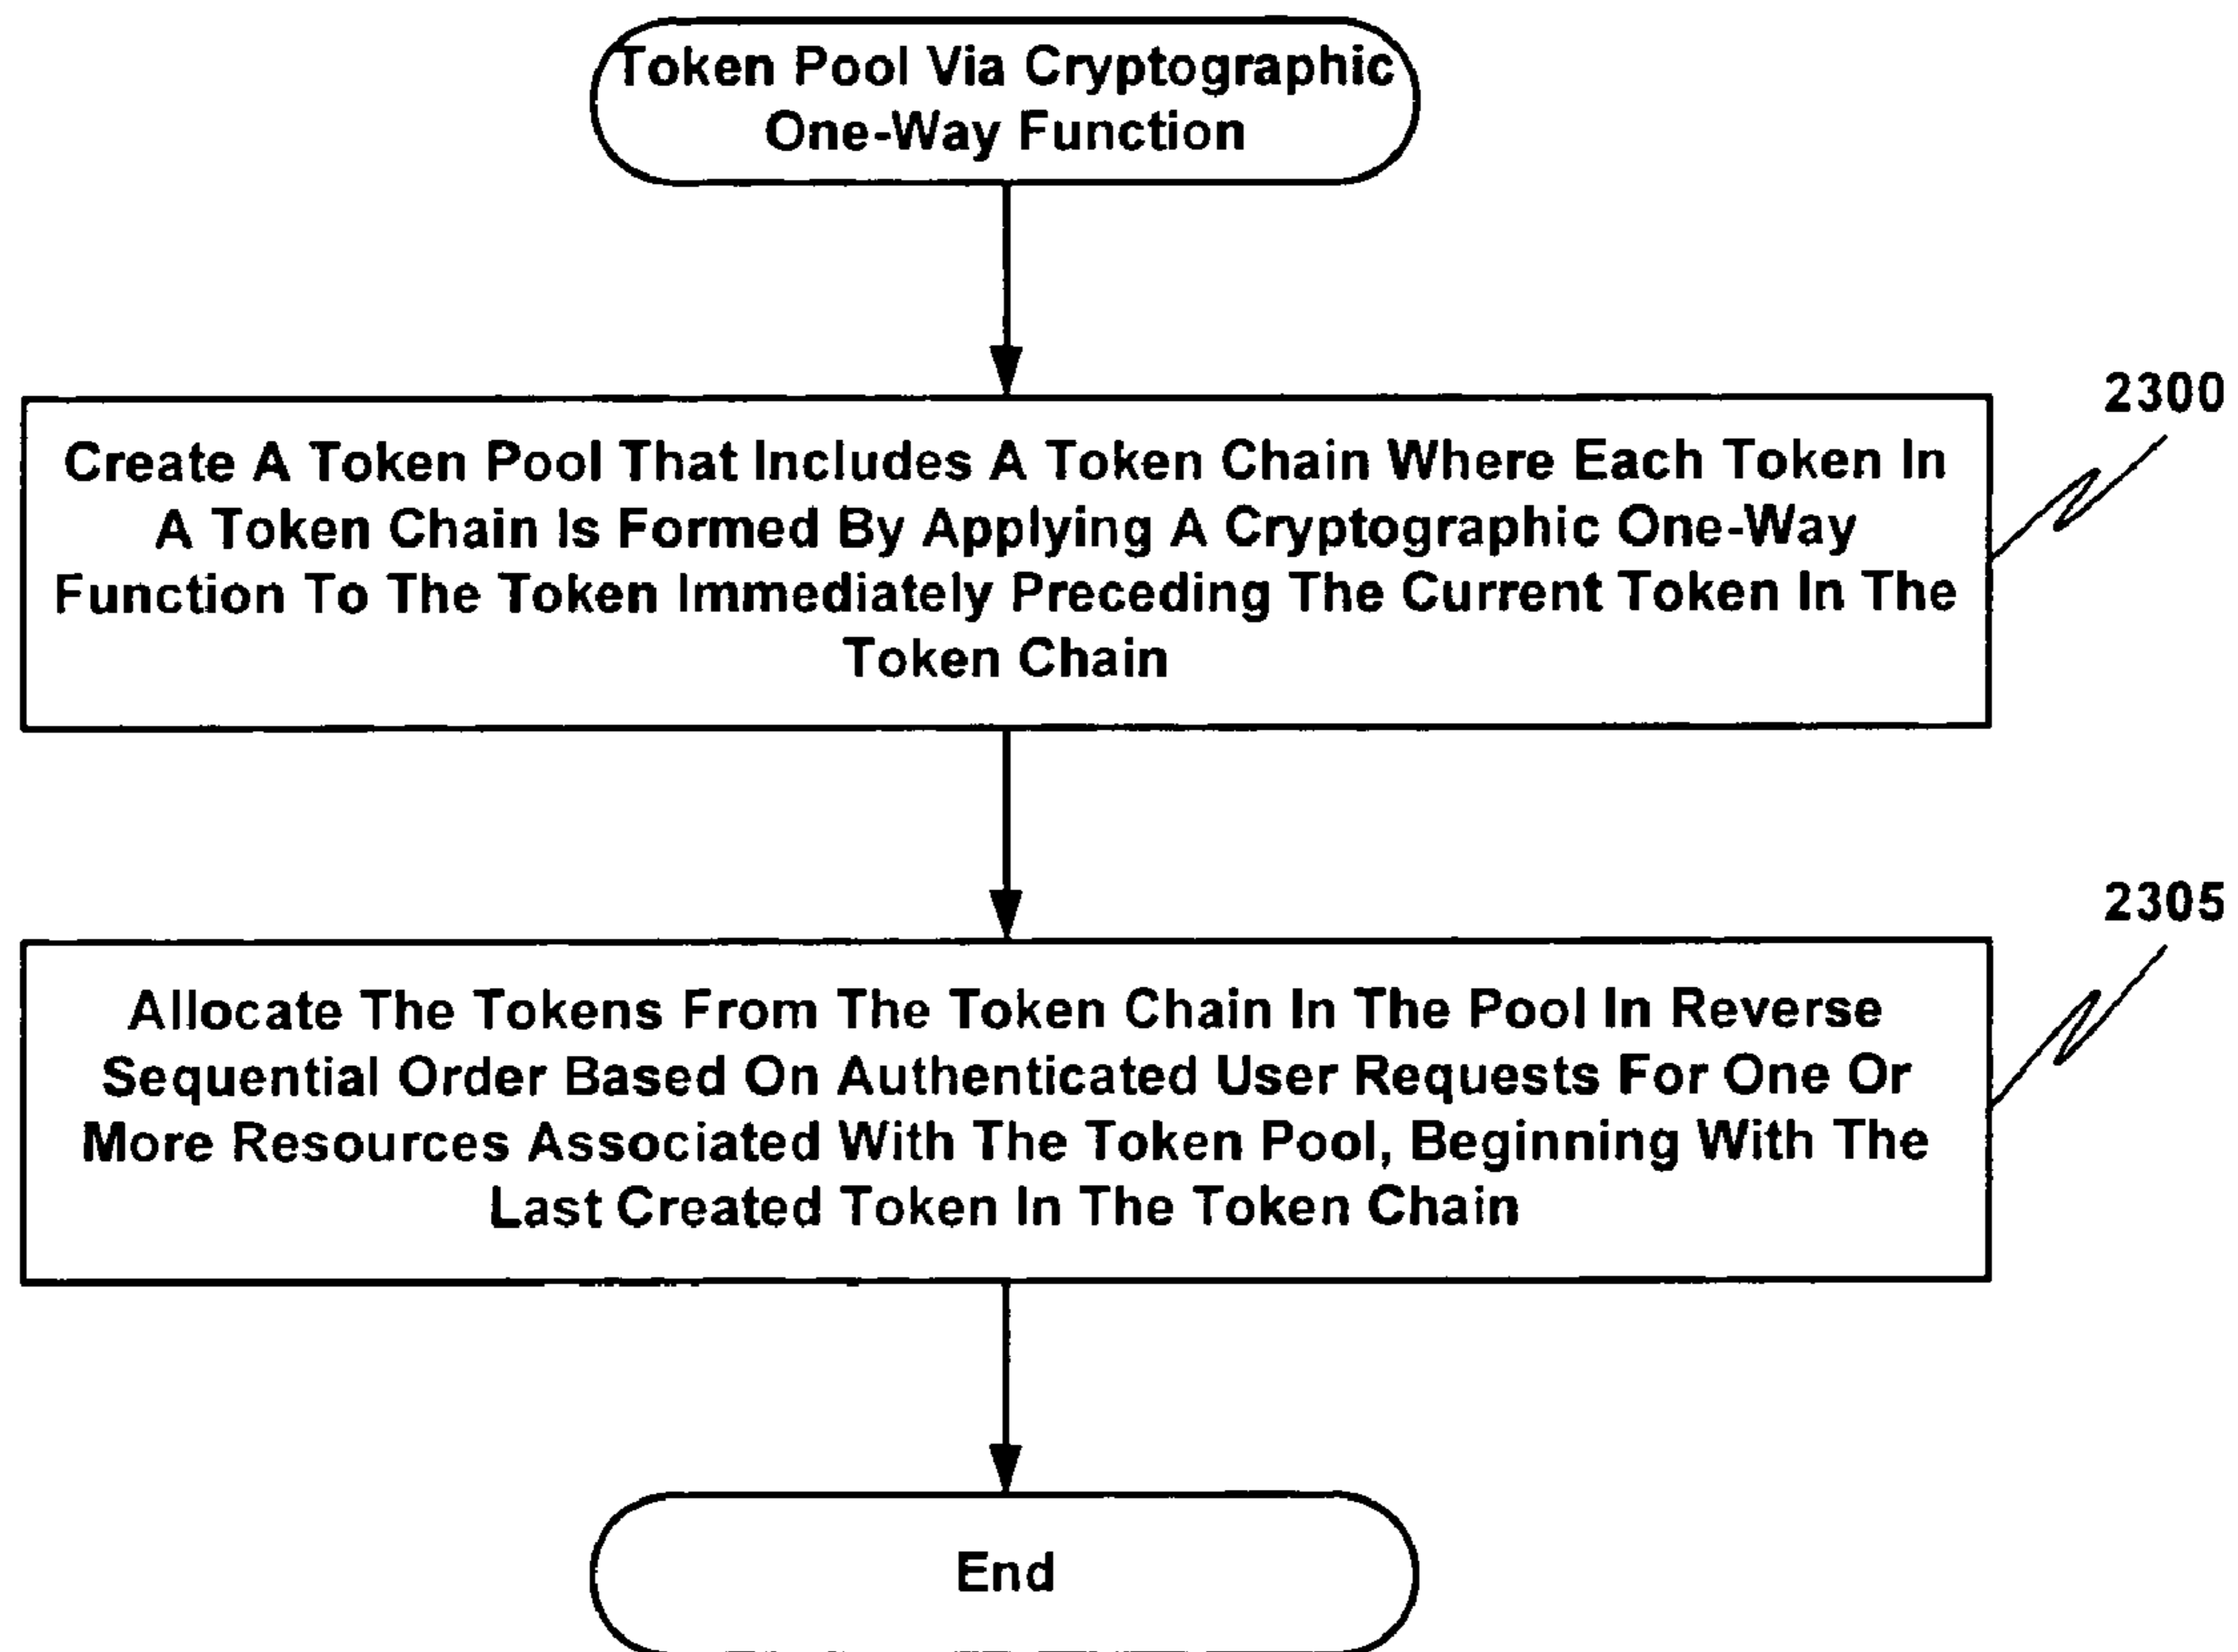 Token Pool Via Cryptographic
One-Way Function
2300
Create A Token Pool That Includes A Token Chain Where Each Token In
A Token Chain Is Formed By Applying A Cryptographic One-Way
Function To The Token Immediately Preceding The Current Token In The
Token Chain
2305
Allocate The Tokens From The Token Chain In The Pool In Reverse
Sequential Order Based On Authenticated User Requests For One Or
More Resources Associated With The Token Pool, Beginning With The
Last Created Token In The Token Chain
End